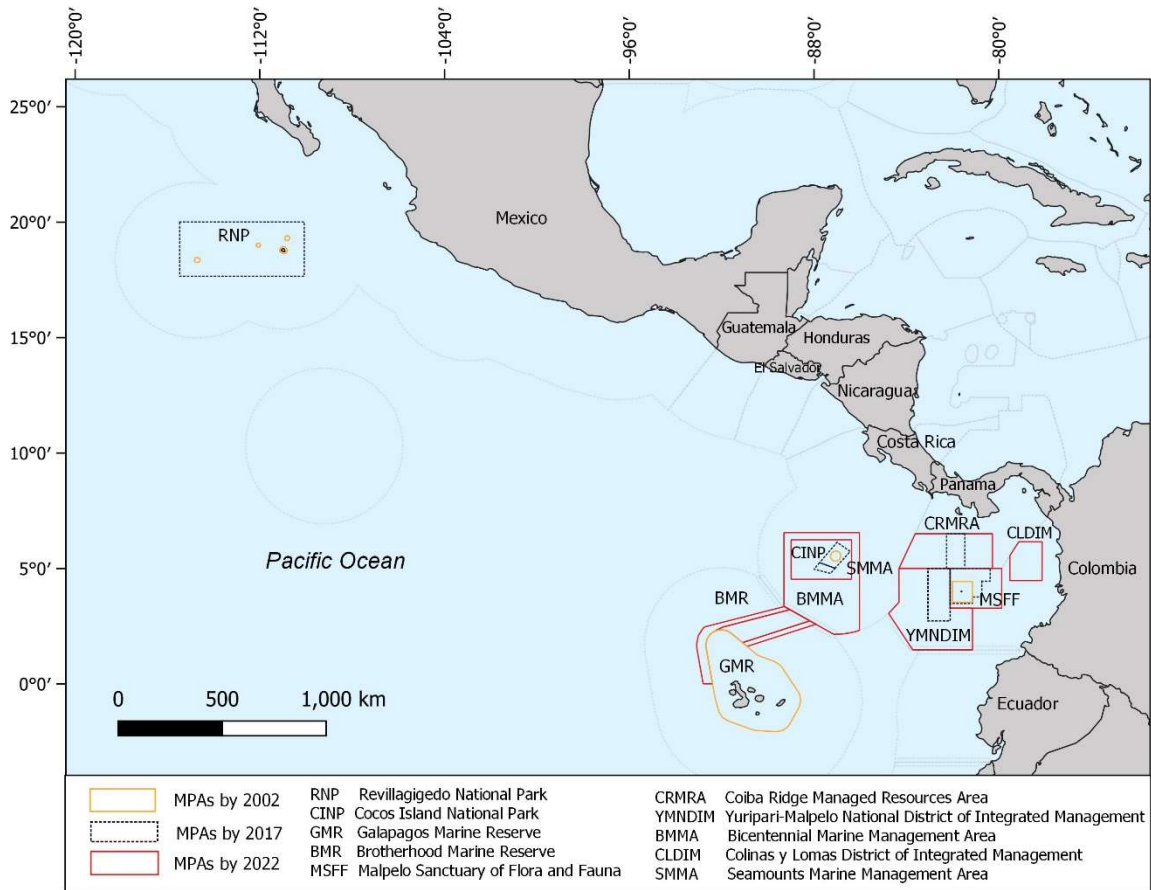 -120°0′ -112°0′ -104°0′ -96°0′ -88°0′ -80°0′
25°0′
20°0′
RNP
Mexico
15°0′
Guatemala
Honduras
El Salvador
Nicaragua
10°0′
Costa Rica
Panama
CRMRA
CLDIM
Pacific Ocean
CINP
SMMA
5°0′
Colombia
BMR
BMMA
MSFF
YMNDIM
GMR
0°0′
Ecuador
0 500 1,000 km
MPAs by 2002
MPAs by 2017
MPAs by 2022
RNP Revillagigedo National Park
CINP Cocos Island National Park
GMR Galapagos Marine Reserve
BMR Brotherhood Marine Reserve
MSFF Malpelo Sanctuary of Flora and Fauna
CRMRA Coiba Ridge Managed Resources Area
YMNDIM Yuripari-Malpelo National District of Integrated Management
BMMA Bicentennial Marine Management Area
CLDIM Colinas y Lomas District of Integrated Management
SMMA Seamounts Marine Management Area